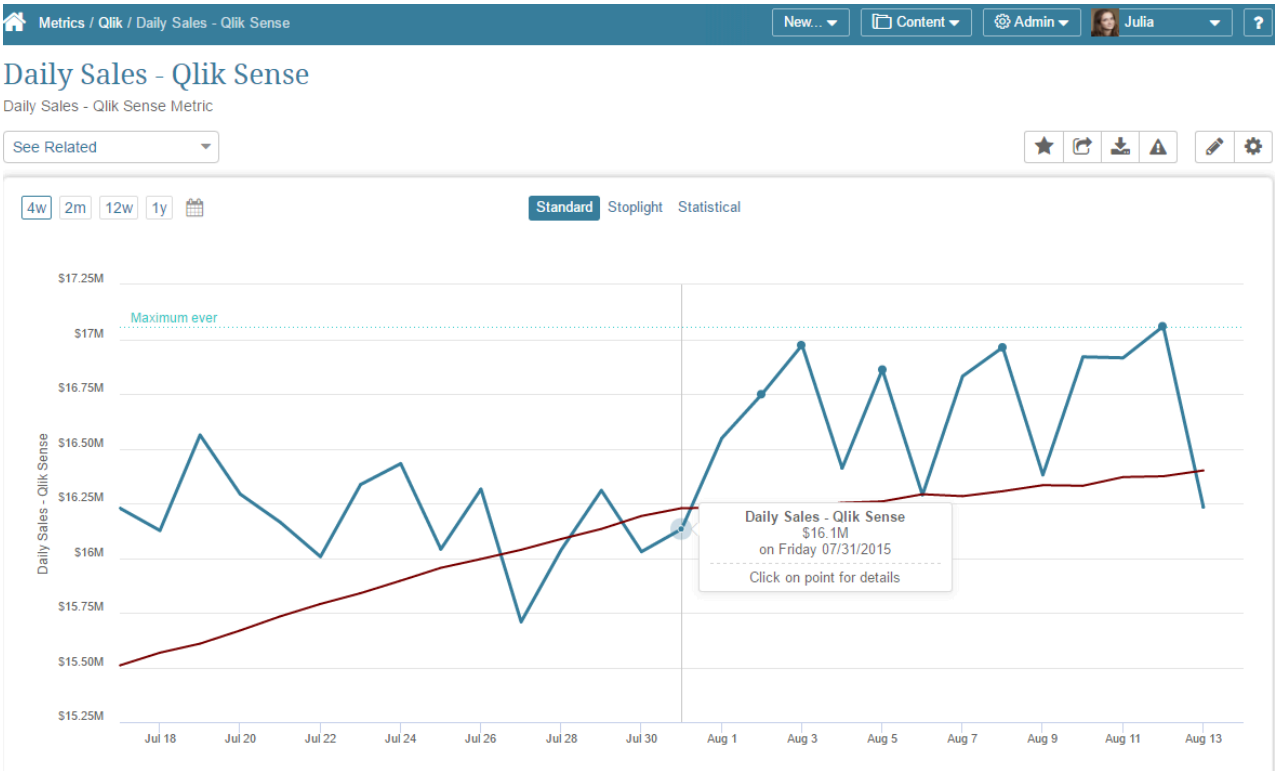 Metrics / Qlik / Daily Sales - Qlik Sense
New...
Content
Admin
Julia
?
Daily Sales - Qlik Sense
Daily Sales - Qlik Sense Metric
See Related
4w
2m
12w
1y
Standard
Stoplight
Statistical
$17.25M
Maximum ever
$17M
$16.75M
$16.50M
$16.25M
$16M
$15.75M
$15.50M
$15.25M
Daily Sales - Qlik Sense
Daily Sales - Qlik Sense
$16.1M
on Friday 07/31/2015
Click on point for details
Jul 18
Jul 20
Jul 22
Jul 24
Jul 26
Jul 28
Jul 30
Aug 1
Aug 3
Aug 5
Aug 7
Aug 9
Aug 11
Aug 13